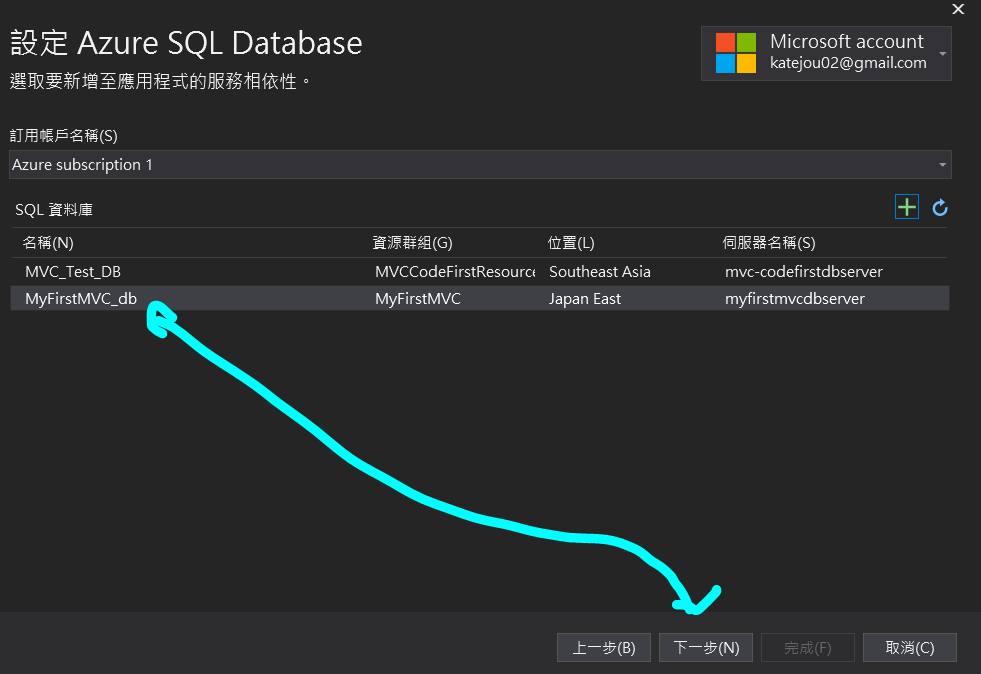 設定 Azure SQL Database
選取要新增至應用程式的服務相依性。
Microsoft account
katejou02@gmail.com
訂用帳戶名稱(S)
Azure subscription 1
SQL 資料庫
名稱(N) 資源群組(G) 位置(L) 伺服器名稱(S)
MVC_Test_DB MVCCodeFirstResource Southeast Asia mvc-codefirstdbserver
MyFirstMVC_db MyFirstMVC Japan East myfirstmvcdbserver
上一步(B) 下一步(N) 完成(F) 取消(C)